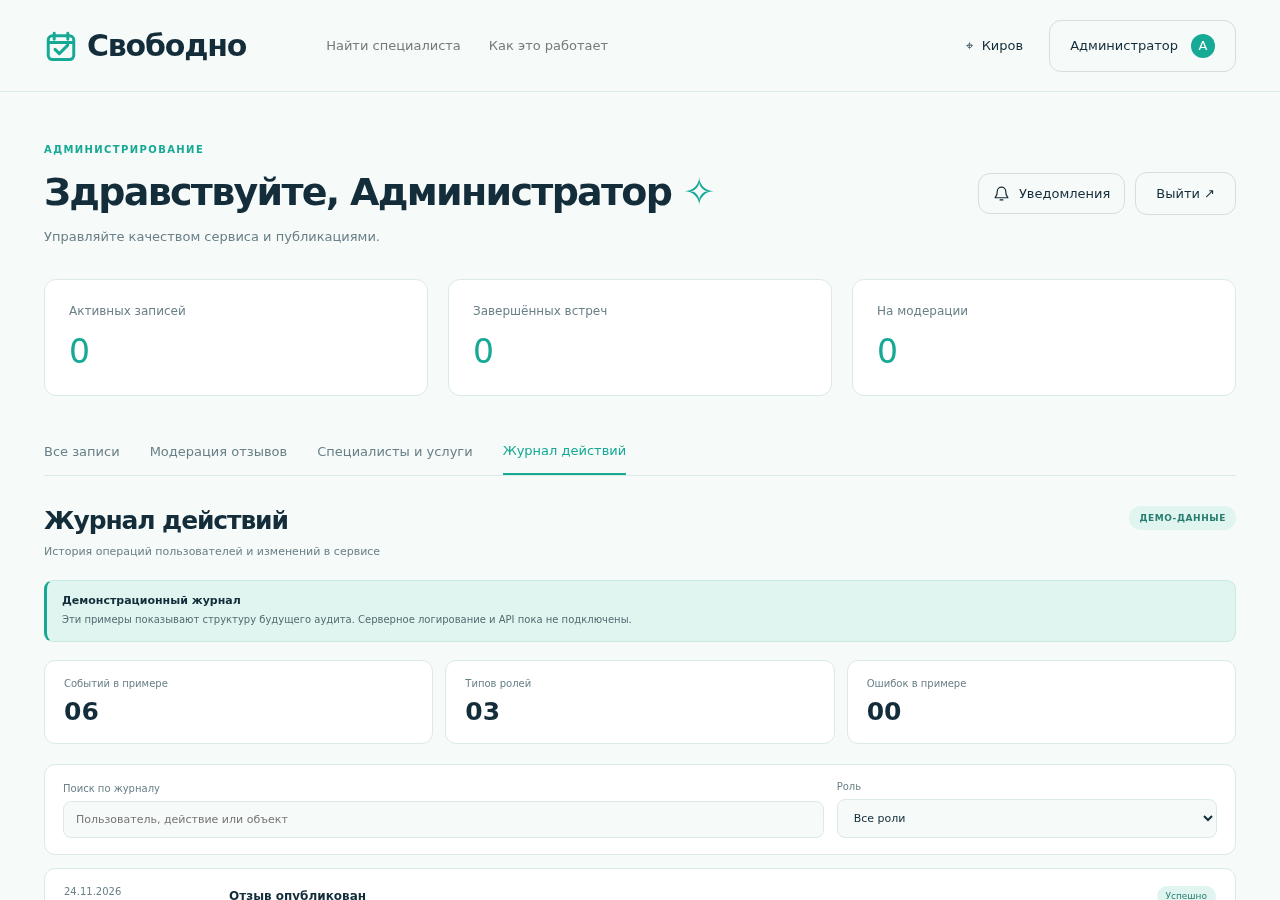 Свободно
Найти специалиста
Как это работает
⌖ Киров
Администратор
А
АДМИНИСТРИРОВАНИЕ
Здравствуйте, Администратор ✧
Уведомления
Выйти ↗
Управляйте качеством сервиса и публикациями.
Активных записей
0
Завершённых встреч
0
На модерации
0
Все записи
Модерация отзывов
Специалисты и услуги
Журнал действий
Журнал действий
ДЕМО-ДАННЫЕ
История операций пользователей и изменений в сервисе
Демонстрационный журнал
Эти примеры показывают структуру будущего аудита. Серверное логирование и API пока не подключены.
Событий в примере
06
Типов ролей
03
Ошибок в примере
00
Поиск по журналу
Пользователь, действие или объект
Роль
Все роли
24.11.2026
Отзыв опубликован
Успешно